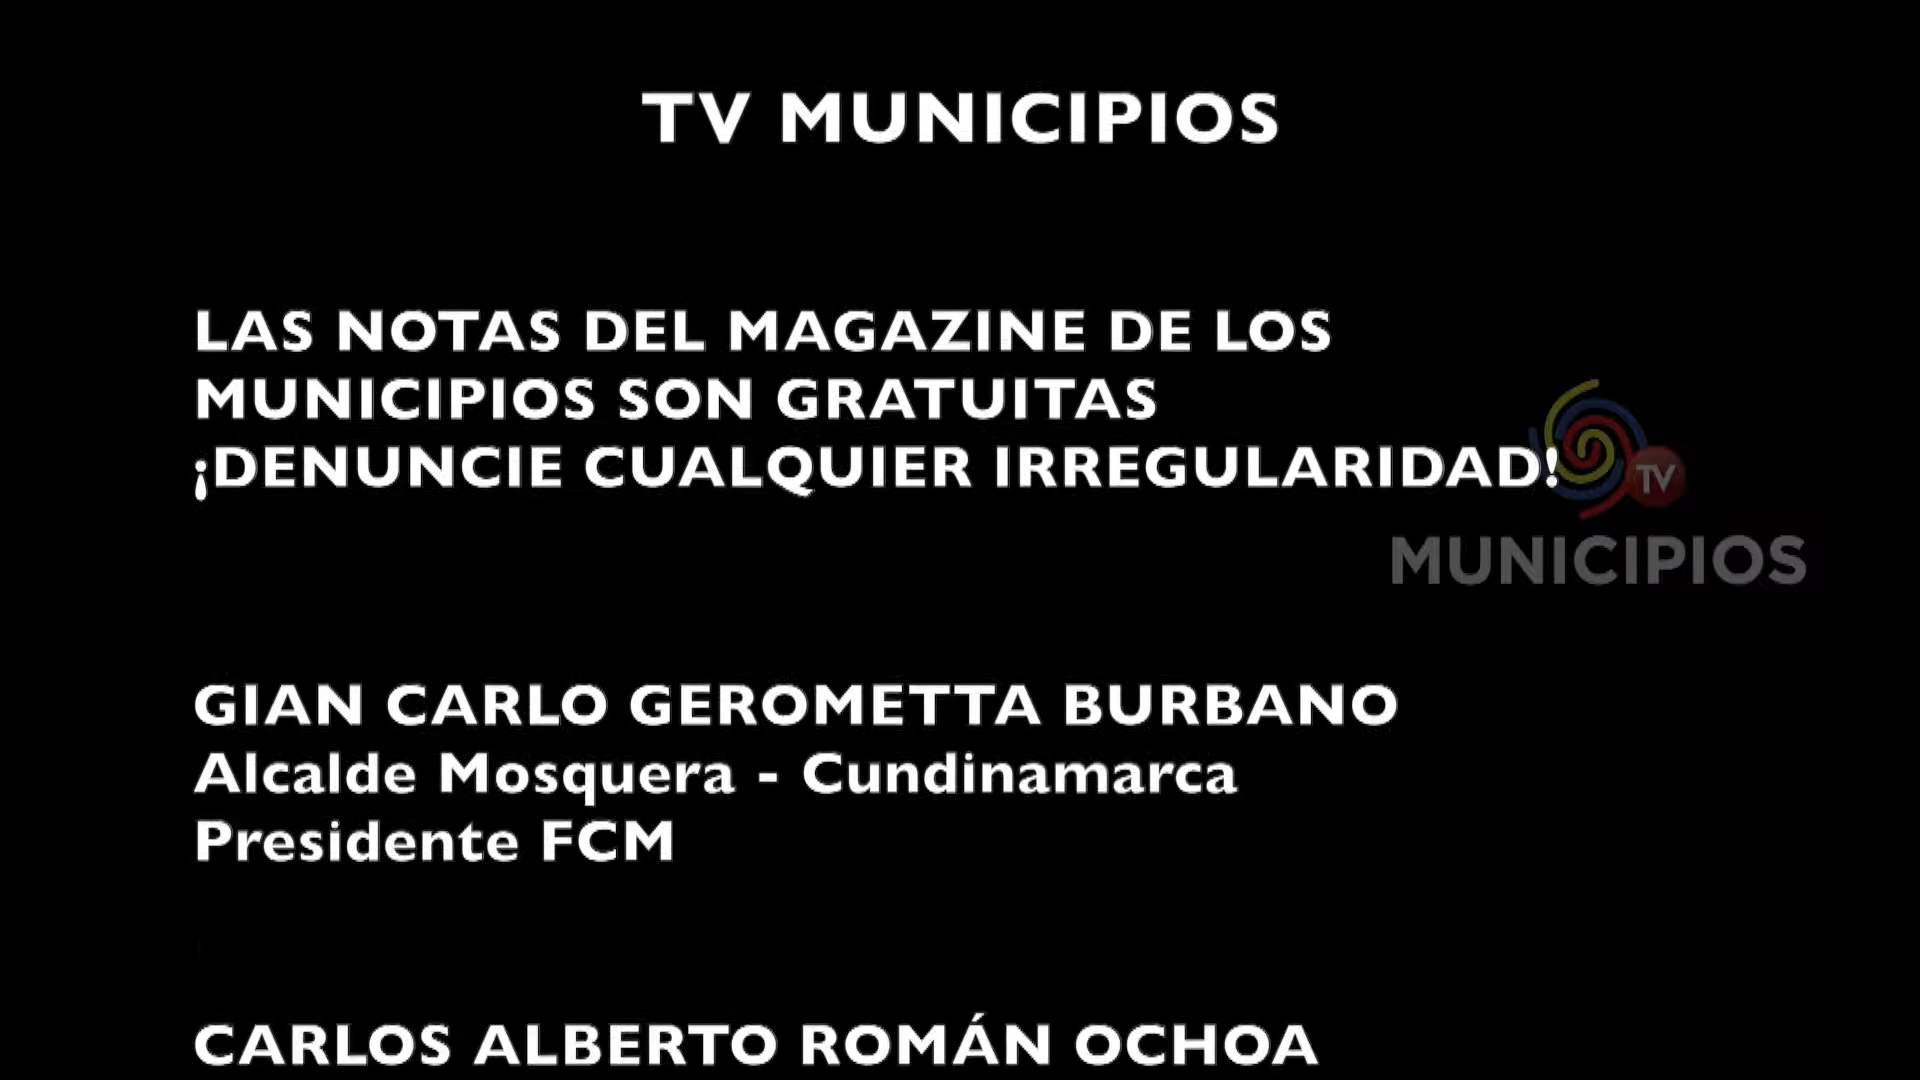 TV MUNICIPIOS
LAS NOTAS DEL MAGAZINE DE LOS
MUNICIPIOS SON GRATUITAS
¡DENUNCIE CUALQUIER IRREGULARIDAD!
TV
MUNICIPIOS
GIAN CARLO GEROMETTA BURBANO
Alcalde Mosquera - Cundinamarca
Presidente FCM
CARLOS ALBERTO ROMÁN OCHOA